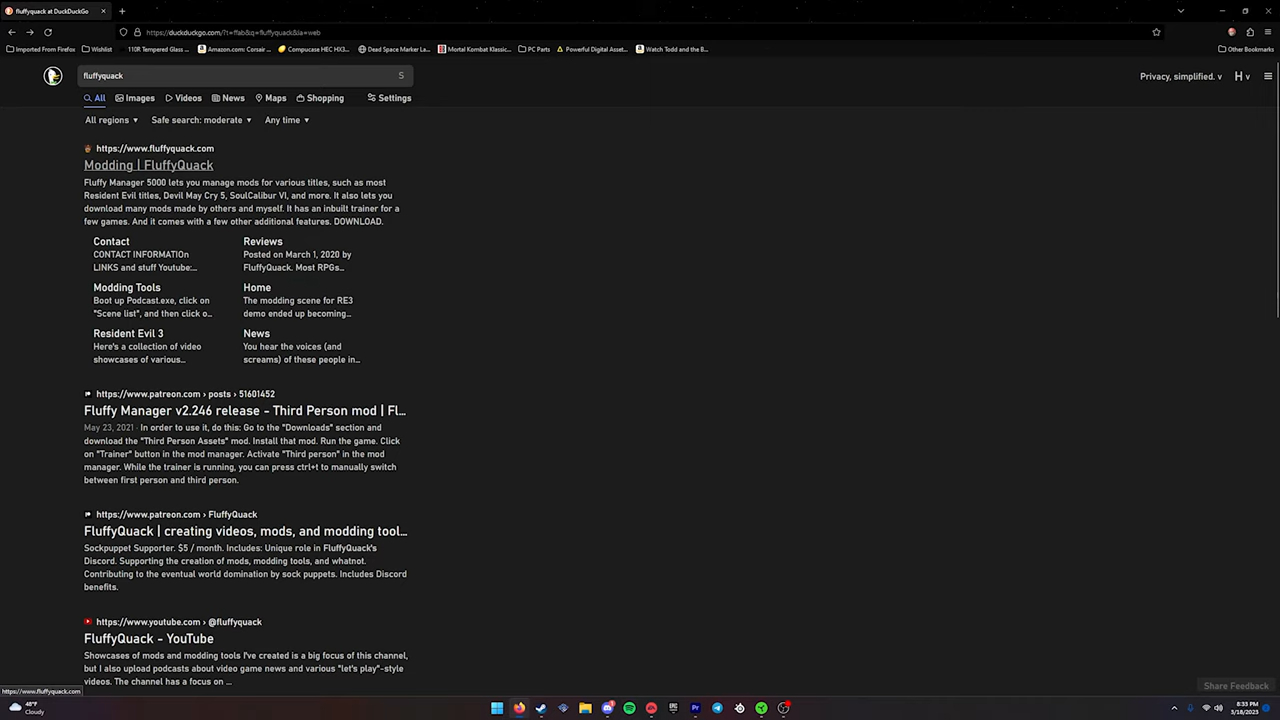 fluffyquack at DuckDuckGo
https://duckduckgo.com/?t=ffab&q=fluffyquack&ia=web
Imported From Firefox
Wishlist
110R Tempered Glass ...
Amazon.com: Corsair ...
Compucase HEC HX3...
Dead Space Marker La...
Mortal Kombat Klassic...
PC Parts
Powerful Digital Asset...
Watch Todd and the B...
Other Bookmarks
fluffyquack
S
Privacy, simplified. ∨
H ∨
All
Images
Videos
News
Maps
Shopping
Settings
All regions ▾
Safe search: moderate ▾
Any time ▾
https://www.fluffyquack.com
Modding | FluffyQuack
Fluffy Manager 5000 lets you manage mods for various titles, such as most
Resident Evil titles, Devil May Cry 5, SoulCalibur VI, and more. It also lets you
download many mods made by others and myself. It has an inbuilt trainer for a
few games. And it comes with a few other additional features. DOWNLOAD.
Contact
CONTACT INFORMATIOn
LINKS and stuff Youtube:...
Reviews
Posted on March 1, 2020 by
FluffyQuack. Most RPGs...
Modding Tools
Boot up Podcast.exe, click on
"Scene list", and then click o...
Home
The modding scene for RE3
demo ended up becoming...
Resident Evil 3
Here's a collection of video
showcases of various...
News
You hear the voices (and
screams) of these people in...
https://www.patreon.com › posts › 51601452
Fluffy Manager v2.246 release - Third Person mod | Fl...
May 23, 2021 · In order to use it, do this: Go to the "Downloads" section and
download the "Third Person Assets" mod. Install that mod. Run the game. Click
on "Trainer" button in the mod manager. Activate "Third person" in the mod
manager. While the trainer is running, you can press ctrl+t to manually switch
between first person and third person.
https://www.patreon.com › FluffyQuack
FluffyQuack | creating videos, mods, and modding tool...
Sockpuppet Supporter. $5 / month. Includes: Unique role in FluffyQuack's
Discord. Supporting the creation of mods, modding tools, and whatnot.
Contributing to the eventual world domination by sock puppets. Includes Discord
benefits.
https://www.youtube.com › @fluffyquack
FluffyQuack - YouTube
Showcases of mods and modding tools I've created is a big focus of this channel,
but I also upload podcasts about video game news and various "let's play"-style
videos. The channel has a focus on ...
Share Feedback
https://www.fluffyquack.com
48°F
Cloudy
8:33 PM
3/18/2023